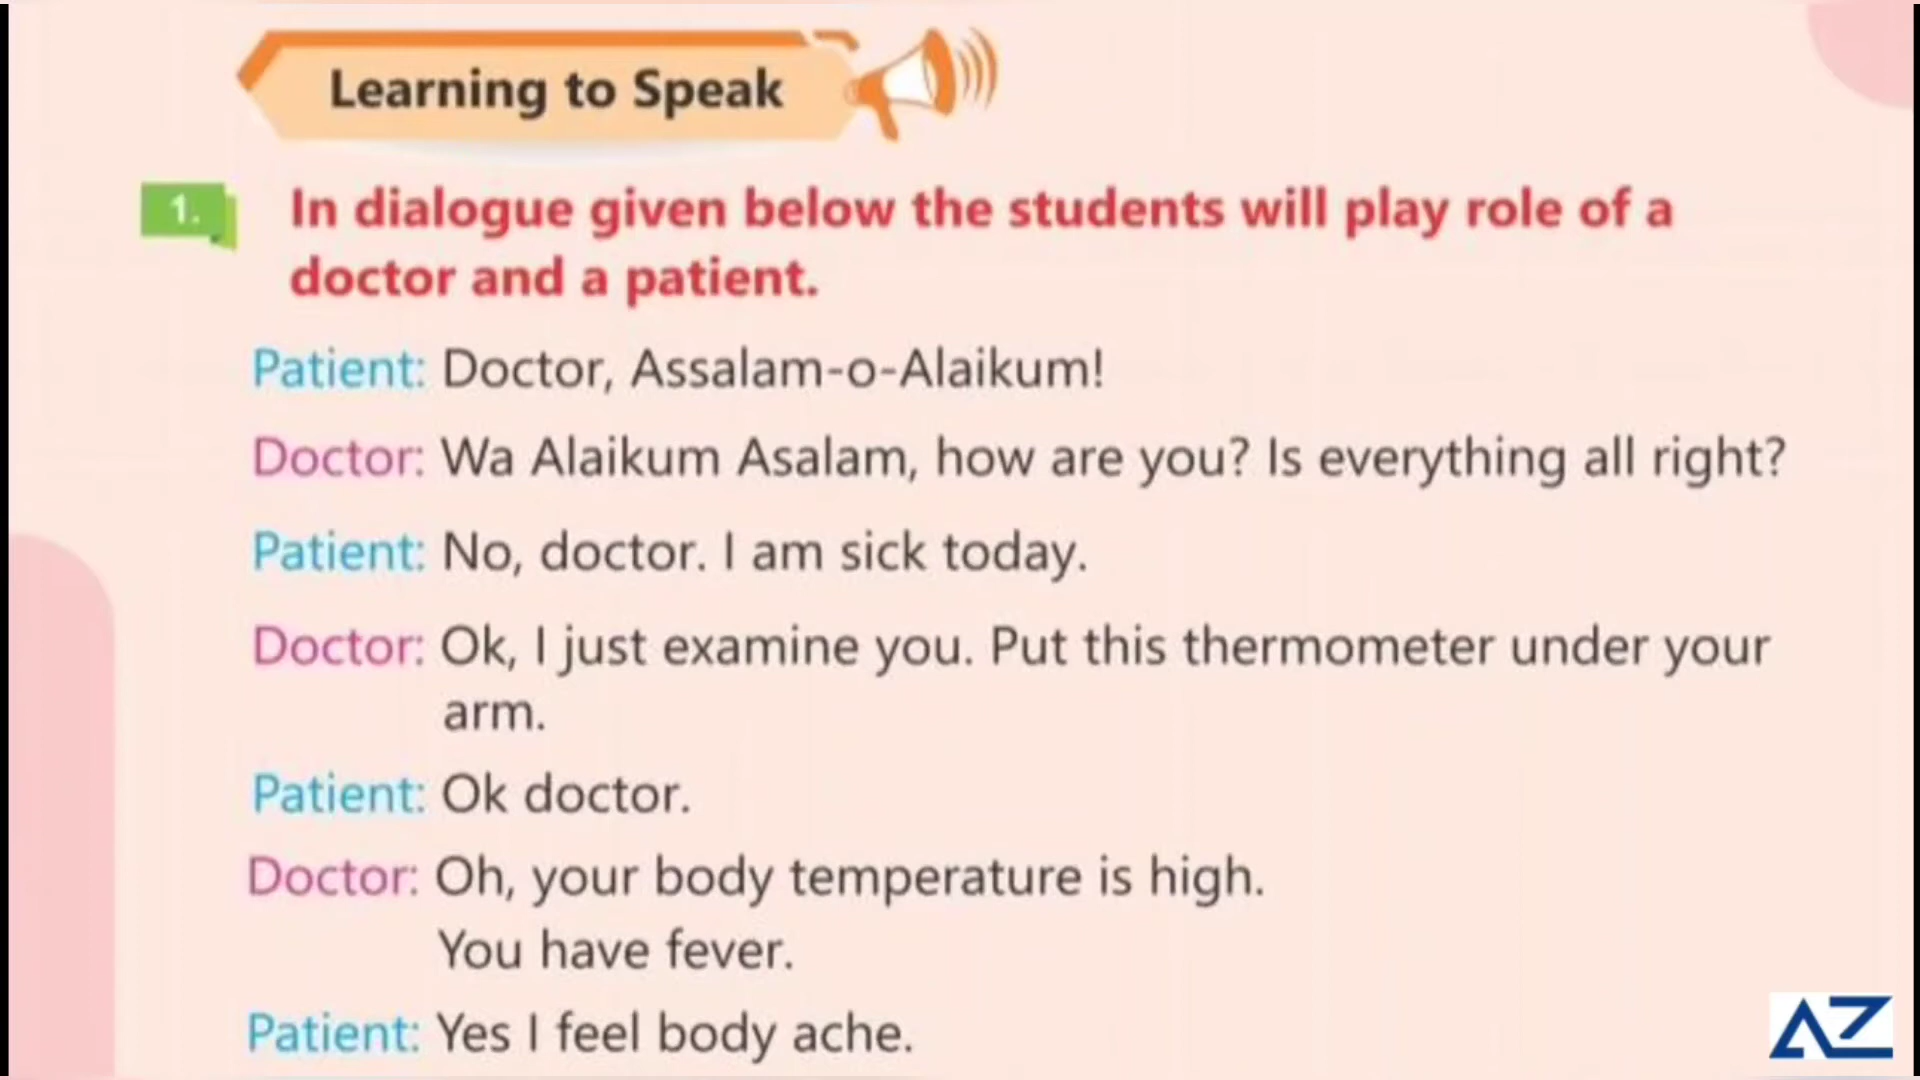 Learning to Speak
1. In dialogue given below the students will play role of a
doctor and a patient.
Patient: Doctor, Assalam-o-Alaikum!
Doctor: Wa Alaikum Asalam, how are you? Is everything all right?
Patient: No, doctor. I am sick today.
Doctor: Ok, I just examine you. Put this thermometer under your
arm.
Patient: Ok doctor.
Doctor: Oh, your body temperature is high.
You have fever.
Patient: Yes I feel body ache.
AZ